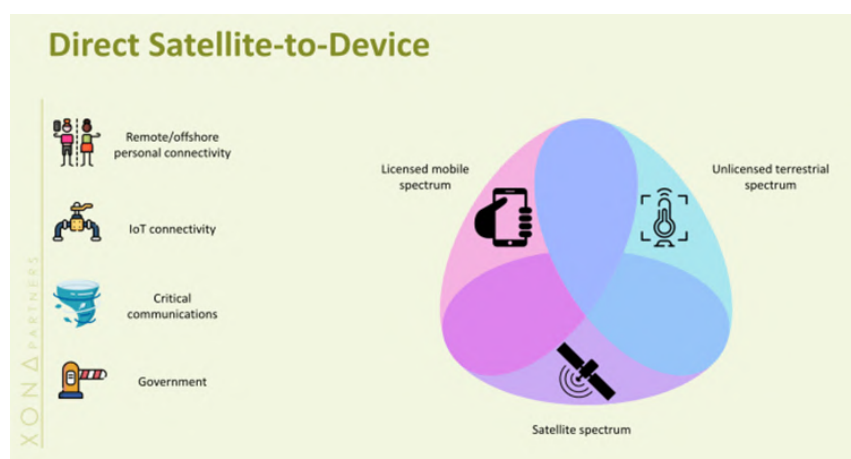 Direct Satellite-to-Device
Remote/offshore
personal connectivity
IoT connectivity
Critical
communications
Government
Licensed mobile
spectrum
Unlicensed terrestrial
spectrum
Satellite spectrum
XONA PARTNERS